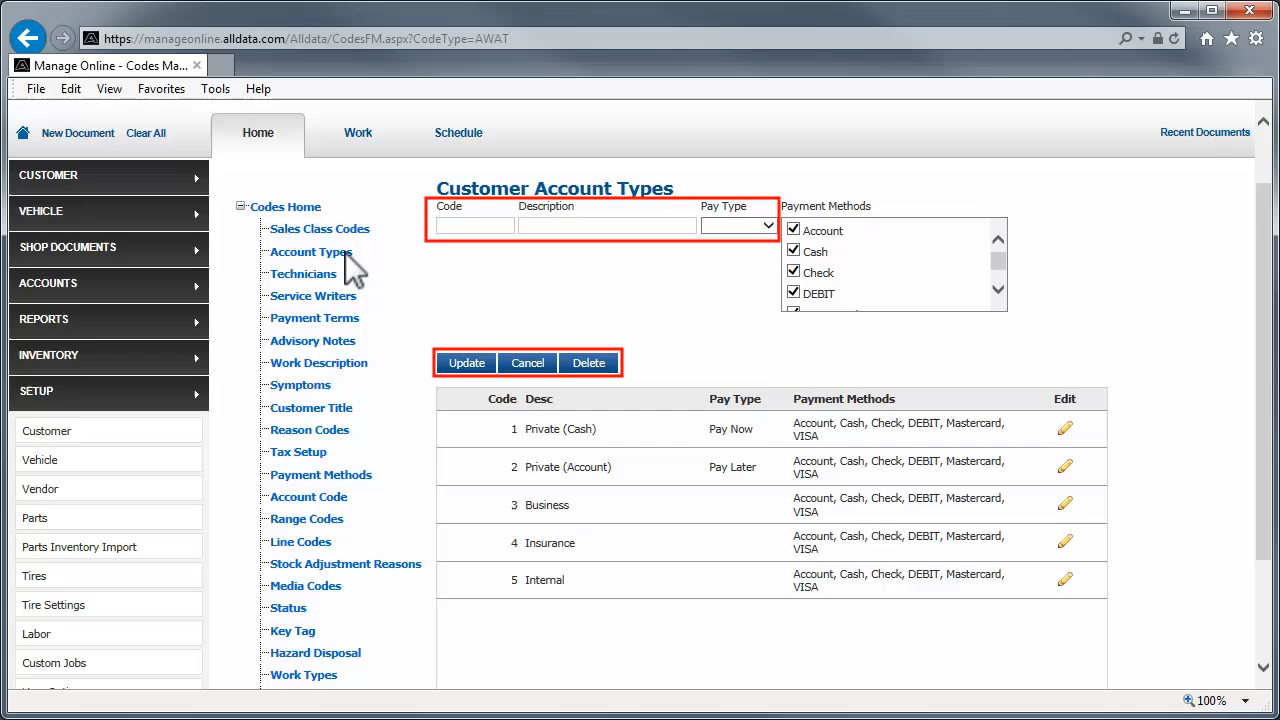 https://manageonline.alldata.com/Alldata/CodesFM.aspx?CodeType=AWAT
Manage Online - Codes Ma...
File Edit View Favorites Tools Help
New Document Clear All
Home
Work
Schedule
Recent Documents
CUSTOMER
VEHICLE
SHOP DOCUMENTS
ACCOUNTS
REPORTS
INVENTORY
SETUP
Customer
Vehicle
Vendor
Parts
Parts Inventory Import
Tires
Tire Settings
Labor
Custom Jobs
Codes Home
Sales Class Codes
Account Types
Technicians
Service Writers
Payment Terms
Advisory Notes
Work Description
Symptoms
Customer Title
Reason Codes
Tax Setup
Payment Methods
Account Code
Range Codes
Line Codes
Stock Adjustment Reasons
Media Codes
Status
Key Tag
Hazard Disposal
Work Types
Customer Account Types
Code Description Pay Type Payment Methods
Account
Cash
Check
DEBIT
Update Cancel Delete
Code Desc Pay Type Payment Methods Edit
1 Private (Cash) Pay Now Account, Cash, Check, DEBIT, Mastercard,
VISA
2 Private (Account) Pay Later Account, Cash, Check, DEBIT, Mastercard,
VISA
3 Business Account, Cash, Check, DEBIT, Mastercard,
VISA
4 Insurance Account, Cash, Check, DEBIT, Mastercard,
VISA
5 Internal Account, Cash, Check, DEBIT, Mastercard,
VISA
100%